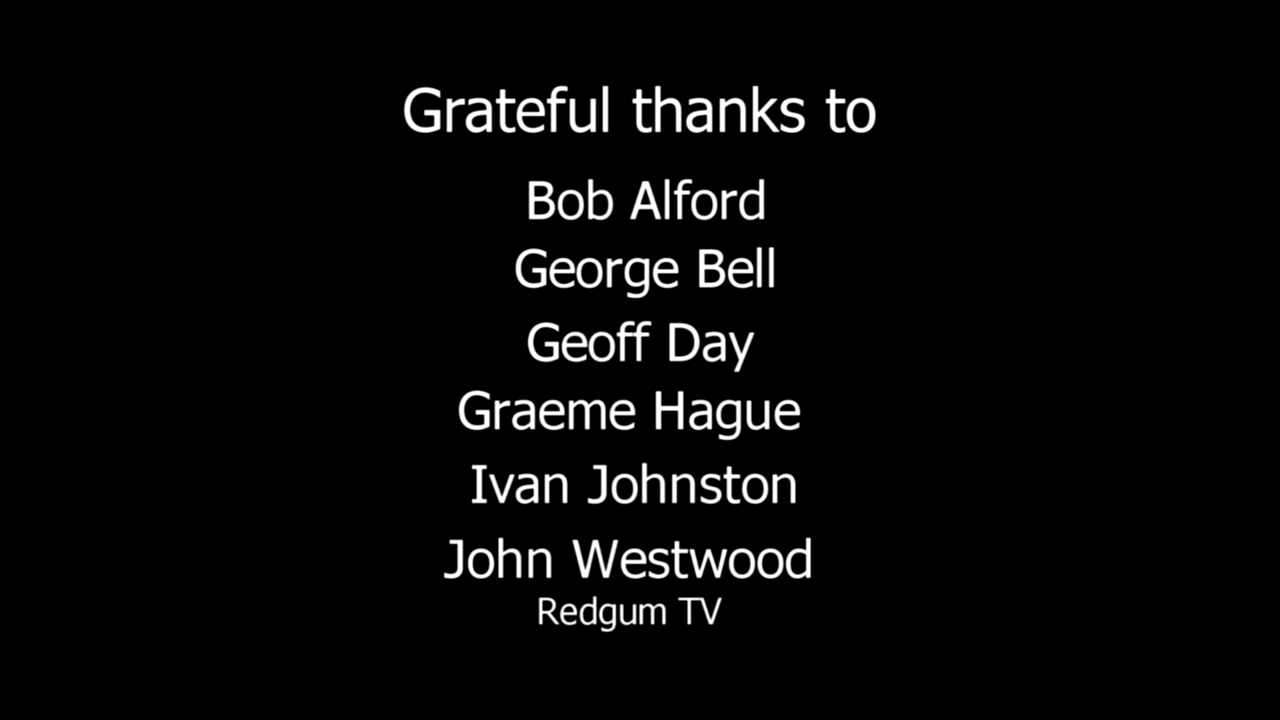 Grateful thanks to
Bob Alford
George Bell
Geoff Day
Graeme Hague
Ivan Johnston
John Westwood
Redgum TV